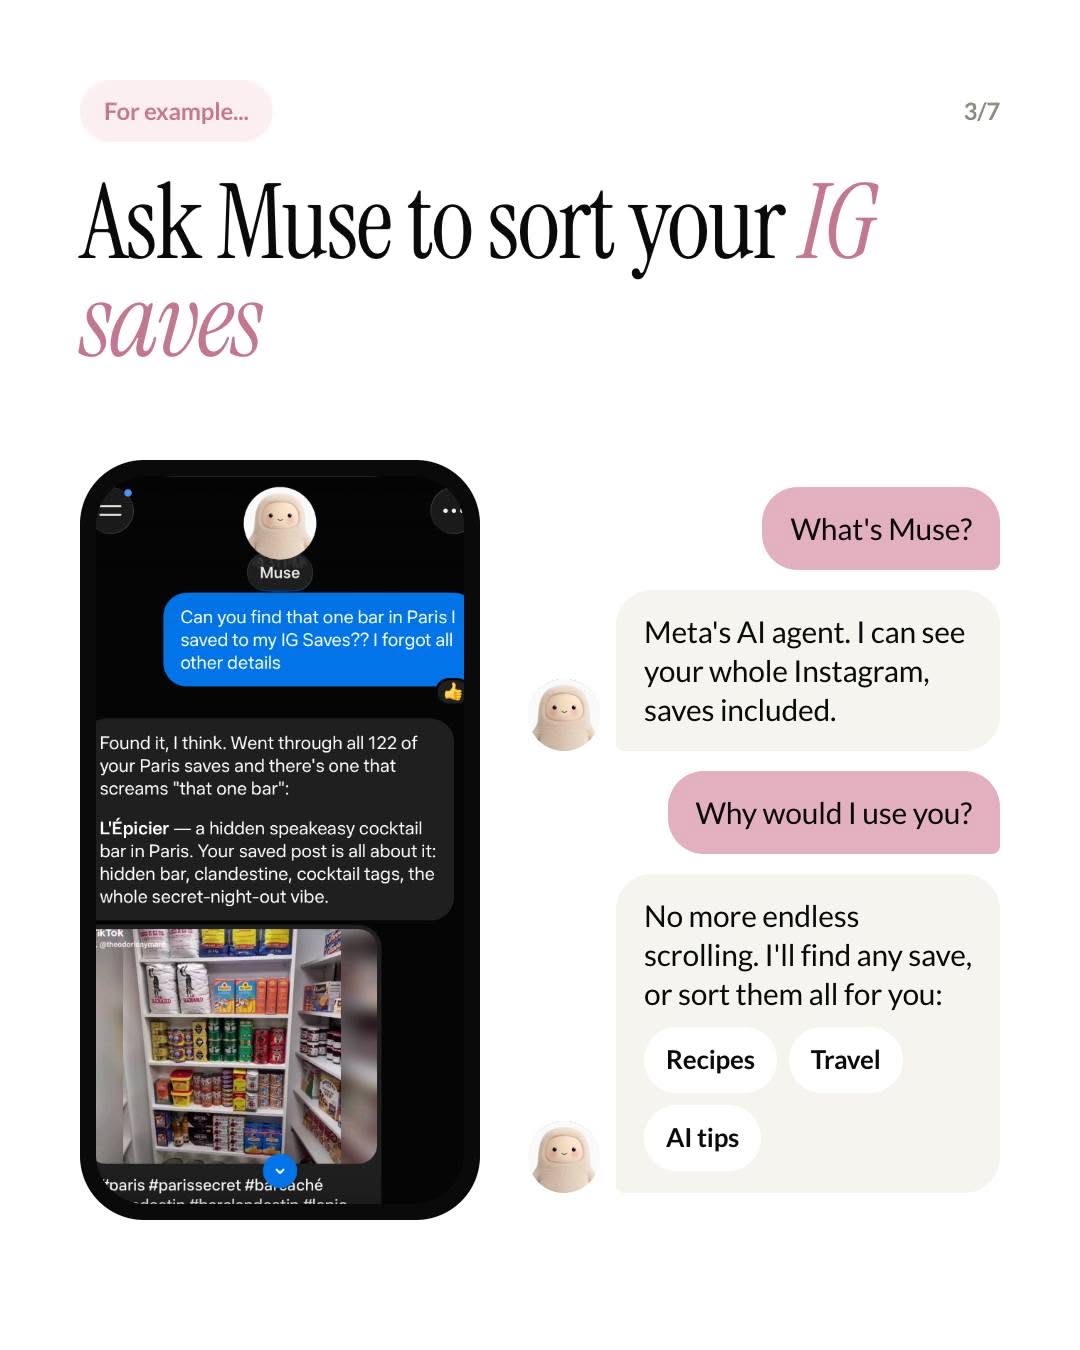 For example...
3/7
Ask Muse to sort your IG
saves
Muse
Can you find that one bar in Paris I
saved to my IG Saves?? I forgot all
other details
Found it, I think. Went through all 122 of
your Paris saves and there's one that
screams "that one bar":
L'Épicier — a hidden speakeasy cocktail
bar in Paris. Your saved post is all about it:
hidden bar, clandestine, cocktail tags, the
whole secret-night-out vibe.
ikTok
#paris #parissecret
What's Muse?
Meta's AI agent. I can see
your whole Instagram,
saves included.
Why would I use you?
No more endless
scrolling. I'll find any save,
or sort them all for you:
Recipes
Travel
AI tips